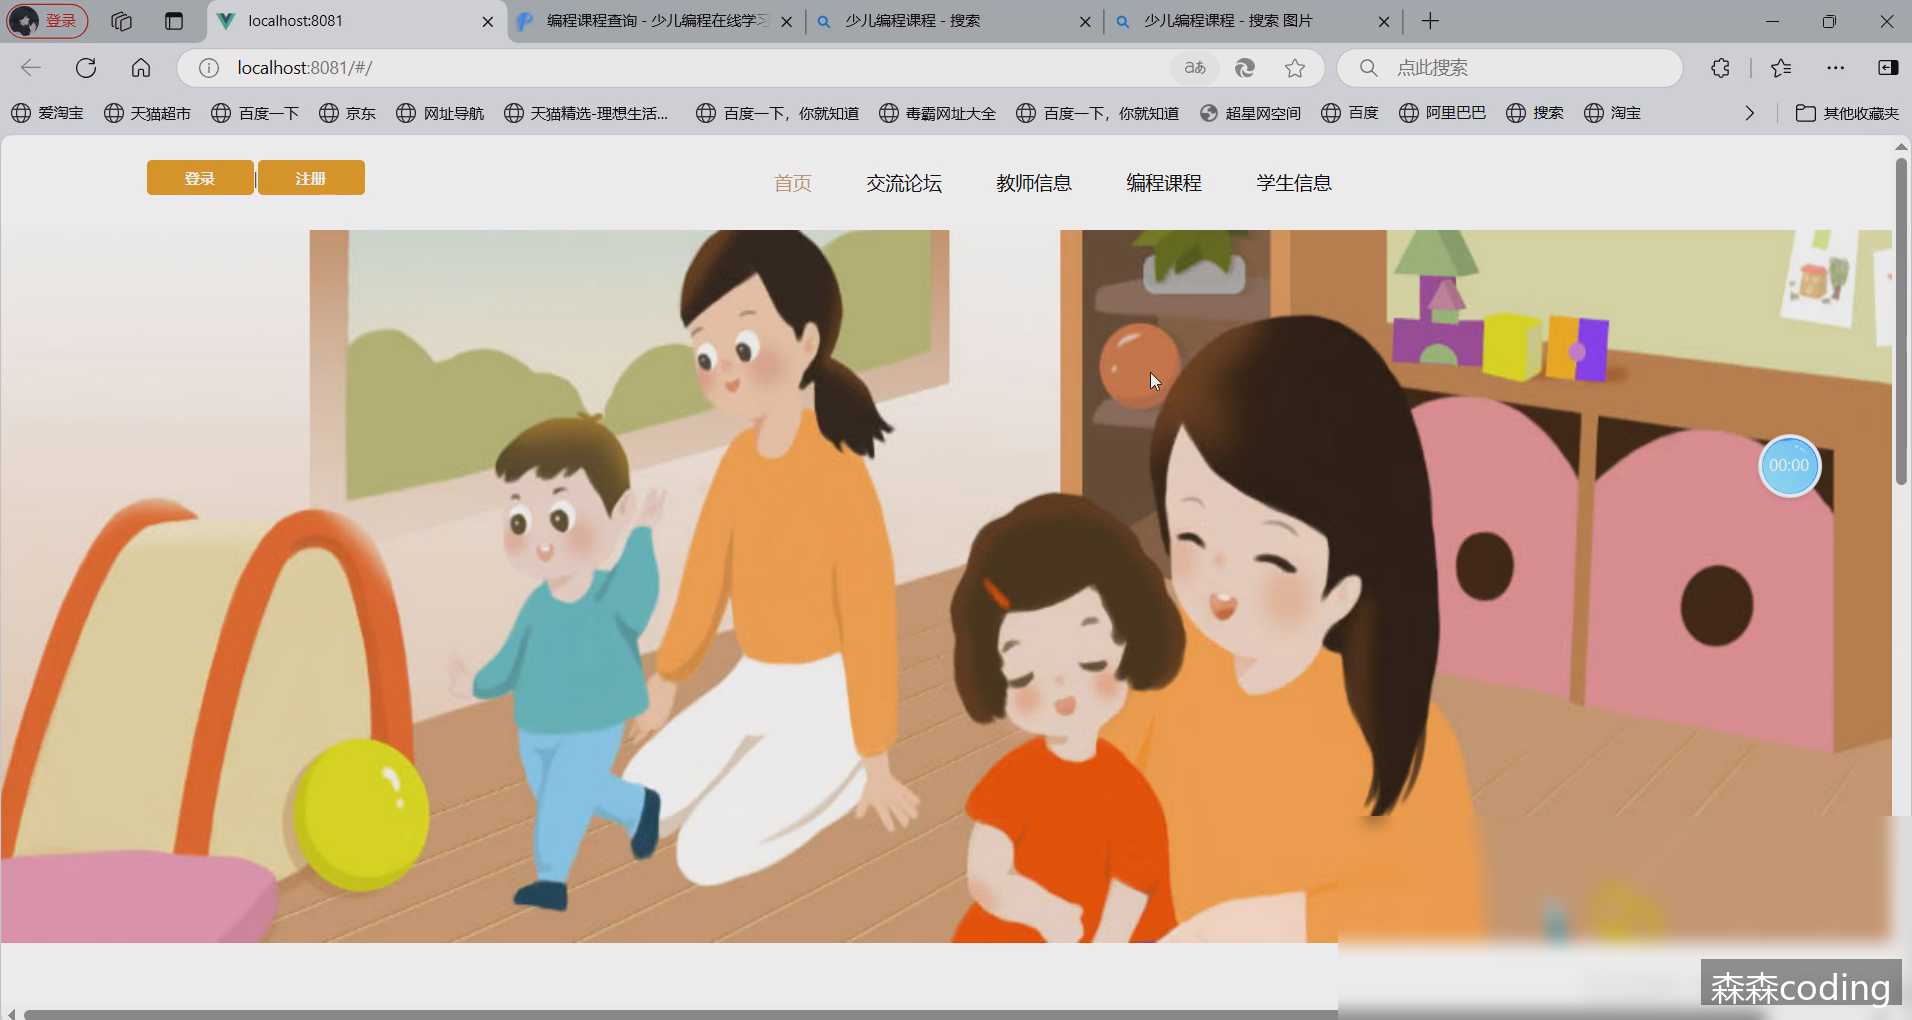 登录
localhost:8081
编程课程查询 - 少儿编程在线学习
少儿编程课程 - 搜索
少儿编程课程 - 搜索 图片
localhost:8081/#/
aあ
点此搜索
爱淘宝
天猫超市
百度一下
京东
网址导航
天猫精选-理想生活...
百度一下，你就知道
毒霸网址大全
百度一下，你就知道
超星网空间
百度
阿里巴巴
搜索
淘宝
其他收藏夹
登录
注册
首页
交流论坛
教师信息
编程课程
学生信息
00:00
森森coding